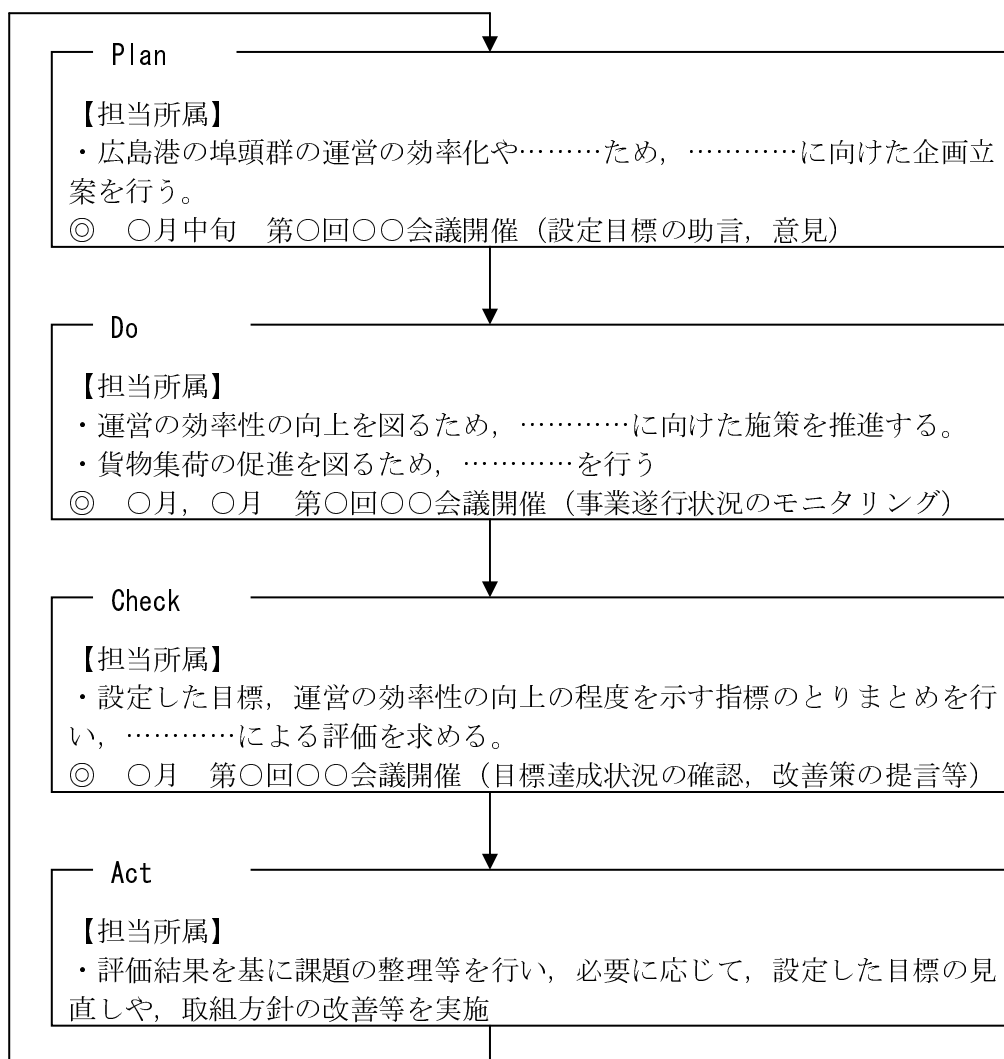 Plan
【担当所属】
・広島港の埠頭群の運営の効率化や………ため，…………に向けた企画立
案を行う。
◎　○月中旬　第○回○○会議開催（設定目標の助言，意見）
Do
【担当所属】
・運営の効率性の向上を図るため，…………に向けた施策を推進する。
・貨物集荷の促進を図るため，…………を行う
◎　○月，○月　第○回○○会議開催（事業遂行状況のモニタリング）
Check
【担当所属】
・設定した目標，運営の効率性の向上の程度を示す指標のとりまとめを行
い，…………による評価を求める。
◎　○月　第○回○○会議開催（目標達成状況の確認，改善策の提言等）
Act
【担当所属】
・評価結果を基に課題の整理等を行い，必要に応じて，設定した目標の見
直しや，取組方針の改善等を実施